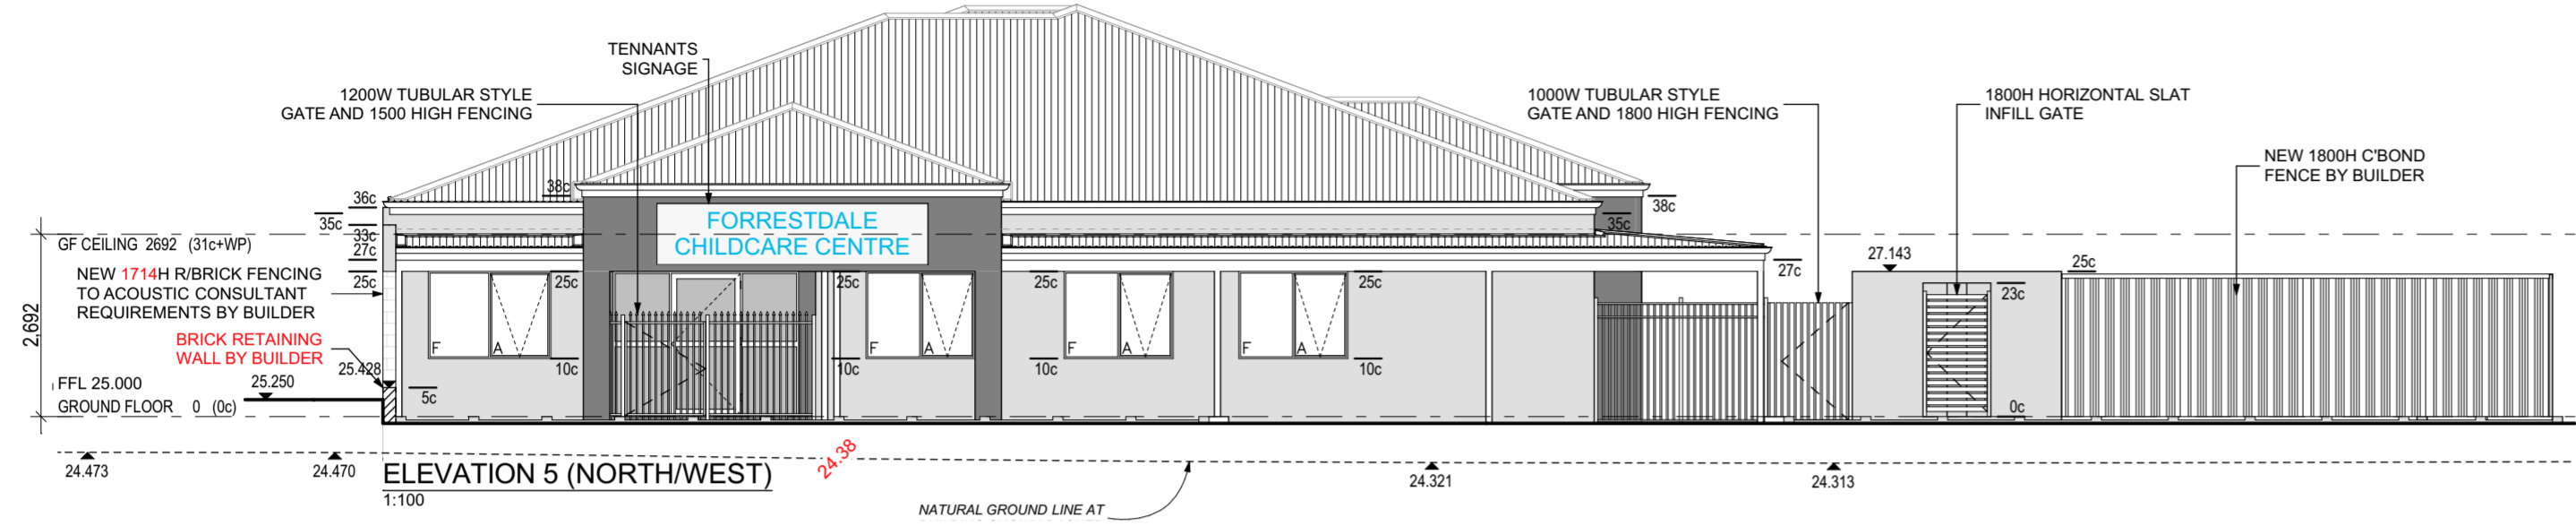 TENNANTS
SIGNAGE
1200W TUBULAR STYLE
GATE AND 1500 HIGH FENCING
1000W TUBULAR STYLE
GATE AND 1800 HIGH FENCING
1800H HORIZONTAL SLAT
INFILL GATE
NEW 1800H C'BOND
FENCE BY BUILDER
38c
36c
35c
33c
27c
25c
38c
35c
27c
FORRESTDALE
CHILDCARE CENTRE
GF CEILING 2692 (31c+WP)
NEW 1714H R/BRICK FENCING
TO ACOUSTIC CONSULTANT
REQUIREMENTS BY BUILDER
BRICK RETAINING
WALL BY BUILDER
2,692
25.428
FFL 25.000
25.250
GROUND FLOOR 0 (0c)
5c
25c
25c
25c
25c
F A
F A
F A
F A
10c
10c
10c
10c
27.143
25c
23c
0c
24.473
24.470
24.38
24.321
24.313
ELEVATION 5 (NORTH/WEST)
1:100
NATURAL GROUND LINE AT